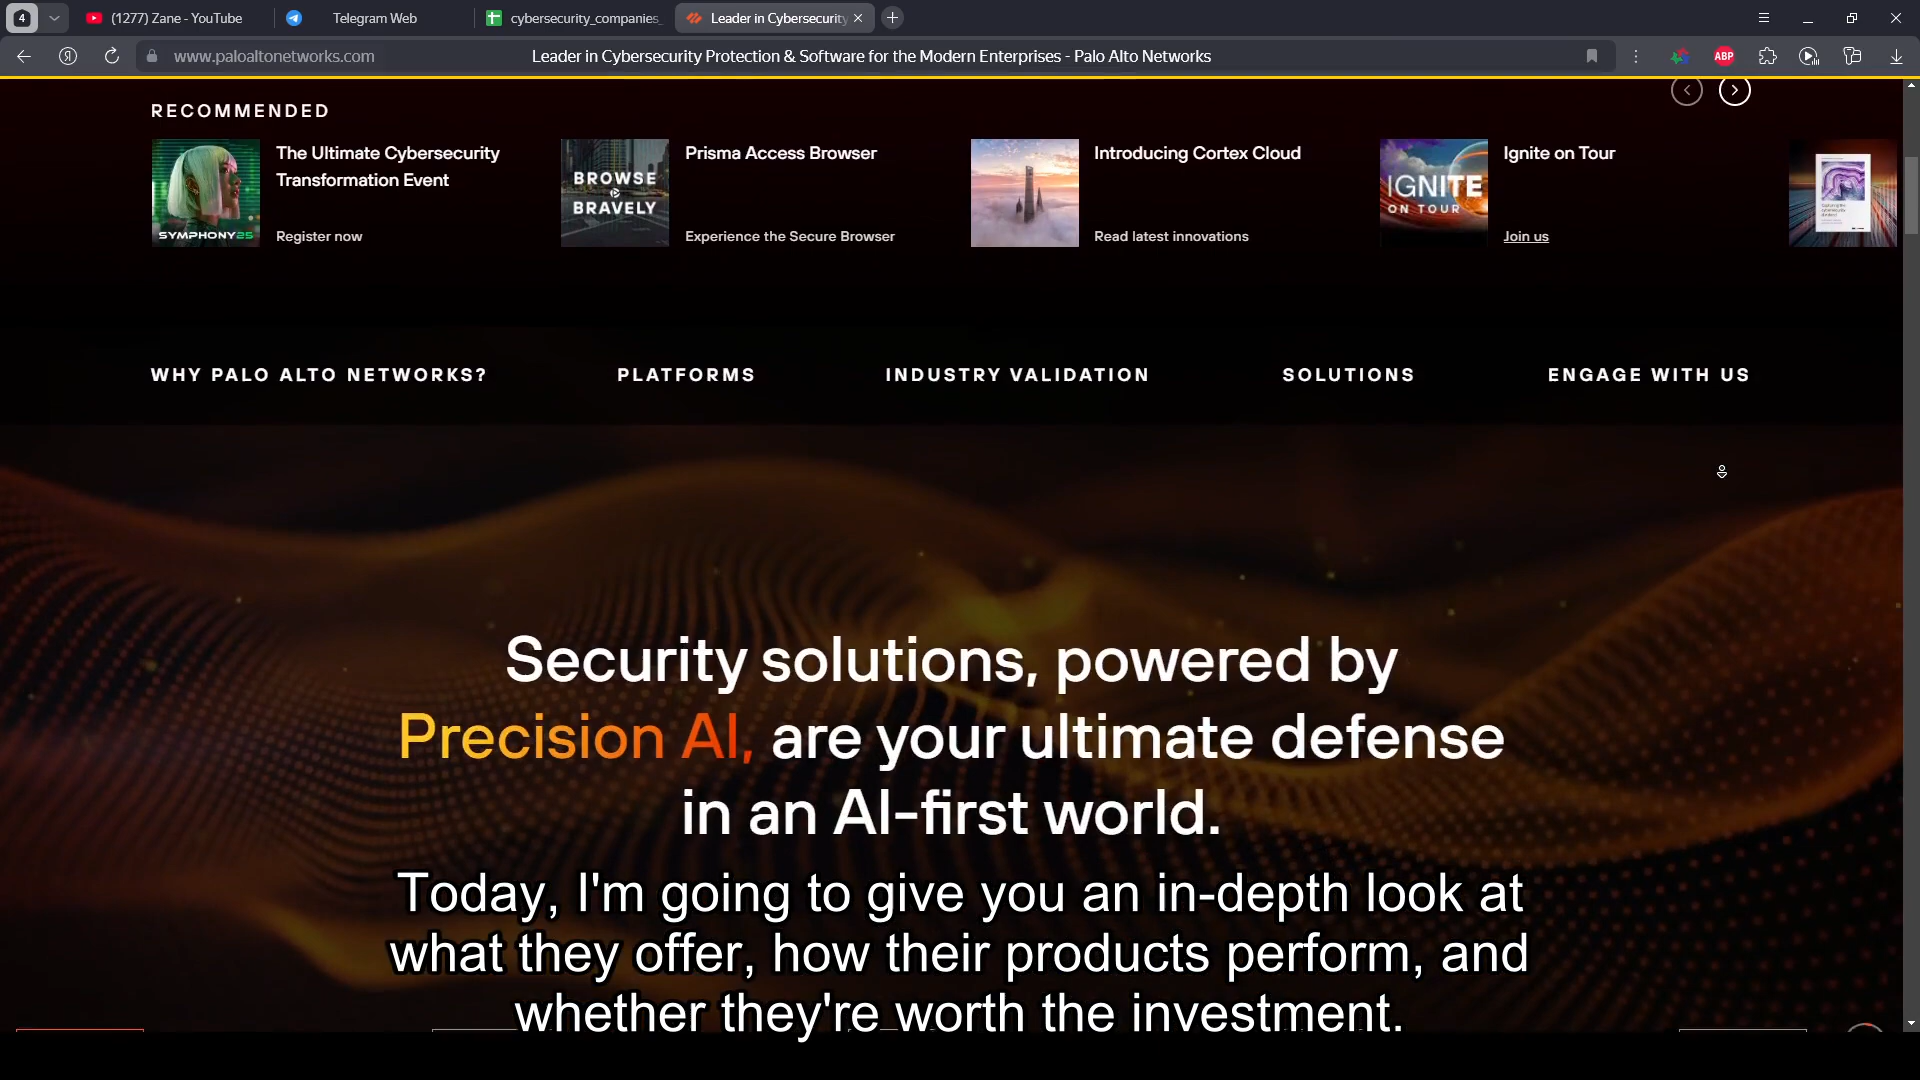 4
(1277) Zane - YouTube
Telegram Web
cybersecurity_companies_
Leader in Cybersecurity
www.paloaltonetworks.com
Leader in Cybersecurity Protection & Software for the Modern Enterprises - Palo Alto Networks
ABP
RECOMMENDED
SYMPHONY25
The Ultimate Cybersecurity
Transformation Event
Register now
BROWSE
BRAVELY
Prisma Access Browser
Experience the Secure Browser
Introducing Cortex Cloud
Read latest innovations
IGNITE
ON TOUR
Ignite on Tour
Join us
WHY PALO ALTO NETWORKS?
PLATFORMS
INDUSTRY VALIDATION
SOLUTIONS
ENGAGE WITH US
Security solutions, powered by
Precision AI, are your ultimate defense
in an AI-first world.
Today, I'm going to give you an in-depth look at
what they offer, how their products perform, and
whether they're worth the investment.